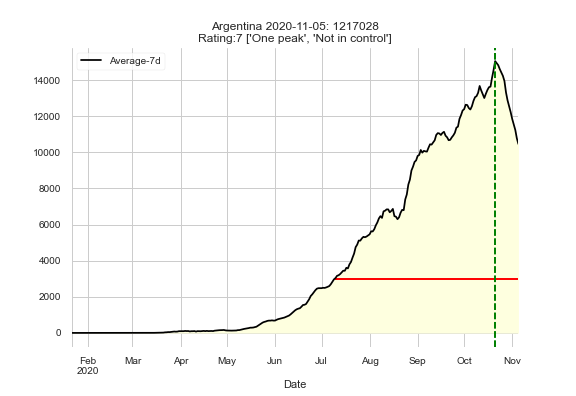 Argentina 2020-11-05: 1217028
Rating:7 ['One peak', 'Not in control']
Average-7d
14000
12000
10000
8000
6000
4000
2000
0
Feb Mar Apr May Jun Jul Aug Sep Oct Nov
2020
Date